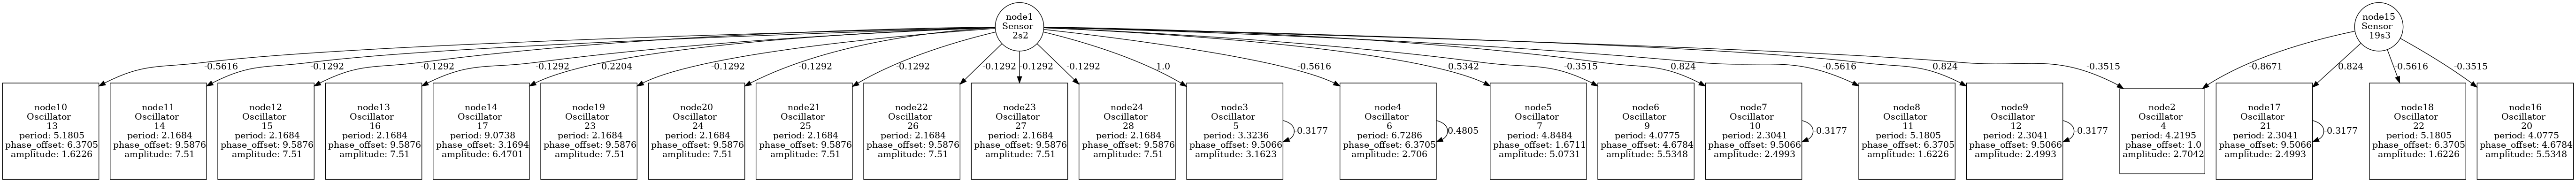 node1
Sensor
2s2
node15
Sensor
19s3
-0.5616
-0.1292
-0.1292
-0.1292
0.2204
-0.1292
-0.1292
-0.1292
-0.1292
-0.1292
-0.1292
1.0
-0.5616
0.5342
-0.3515
0.824
-0.5616
0.824
-0.3515
-0.8671
0.824
-0.5616
-0.3515
node10
Oscillator
13
period: 5.1805
phase_offset: 6.3705
amplitude: 1.6226
node11
Oscillator
14
period: 2.1684
phase_offset: 9.5876
amplitude: 7.51
node12
Oscillator
15
period: 2.1684
phase_offset: 9.5876
amplitude: 7.51
node13
Oscillator
16
period: 2.1684
phase_offset: 9.5876
amplitude: 7.51
node14
Oscillator
17
period: 9.0738
phase_offset: 3.1694
amplitude: 6.4701
node19
Oscillator
23
period: 2.1684
phase_offset: 9.5876
amplitude: 7.51
node20
Oscillator
24
period: 2.1684
phase_offset: 9.5876
amplitude: 7.51
node21
Oscillator
25
period: 2.1684
phase_offset: 9.5876
amplitude: 7.51
node22
Oscillator
26
period: 2.1684
phase_offset: 9.5876
amplitude: 7.51
node23
Oscillator
27
period: 2.1684
phase_offset: 9.5876
amplitude: 7.51
node24
Oscillator
28
period: 2.1684
phase_offset: 9.5876
amplitude: 7.51
node3
Oscillator
5
period: 3.3236
phase_offset: 9.5066
amplitude: 3.1623
-0.3177
node4
Oscillator
6
period: 6.7286
phase_offset: 6.3705
amplitude: 2.706
0.4805
node5
Oscillator
7
period: 4.8484
phase_offset: 1.6711
amplitude: 5.0731
node6
Oscillator
9
period: 4.0775
phase_offset: 4.6784
amplitude: 5.5348
node7
Oscillator
10
period: 2.3041
phase_offset: 9.5066
amplitude: 2.4993
-0.3177
node8
Oscillator
11
period: 5.1805
phase_offset: 6.3705
amplitude: 1.6226
node9
Oscillator
12
period: 2.3041
phase_offset: 9.5066
amplitude: 2.4993
-0.3177
node2
Oscillator
4
period: 4.2195
phase_offset: 1.0
amplitude: 2.7042
node17
Oscillator
21
period: 2.3041
phase_offset: 9.5066
amplitude: 2.4993
-0.3177
node18
Oscillator
22
period: 5.1805
phase_offset: 6.3705
amplitude: 1.6226
node16
Oscillator
20
period: 4.0775
phase_offset: 4.6784
amplitude: 5.5348